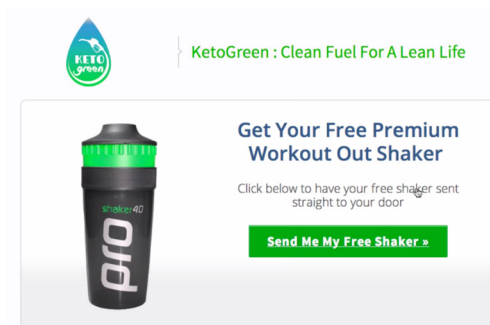 KETO
green
KetoGreen : Clean Fuel For A Lean Life
Get Your Free Premium
Workout Out Shaker
Click below to have your free shaker sent
straight to your door
shaker40
pro
Send Me My Free Shaker »